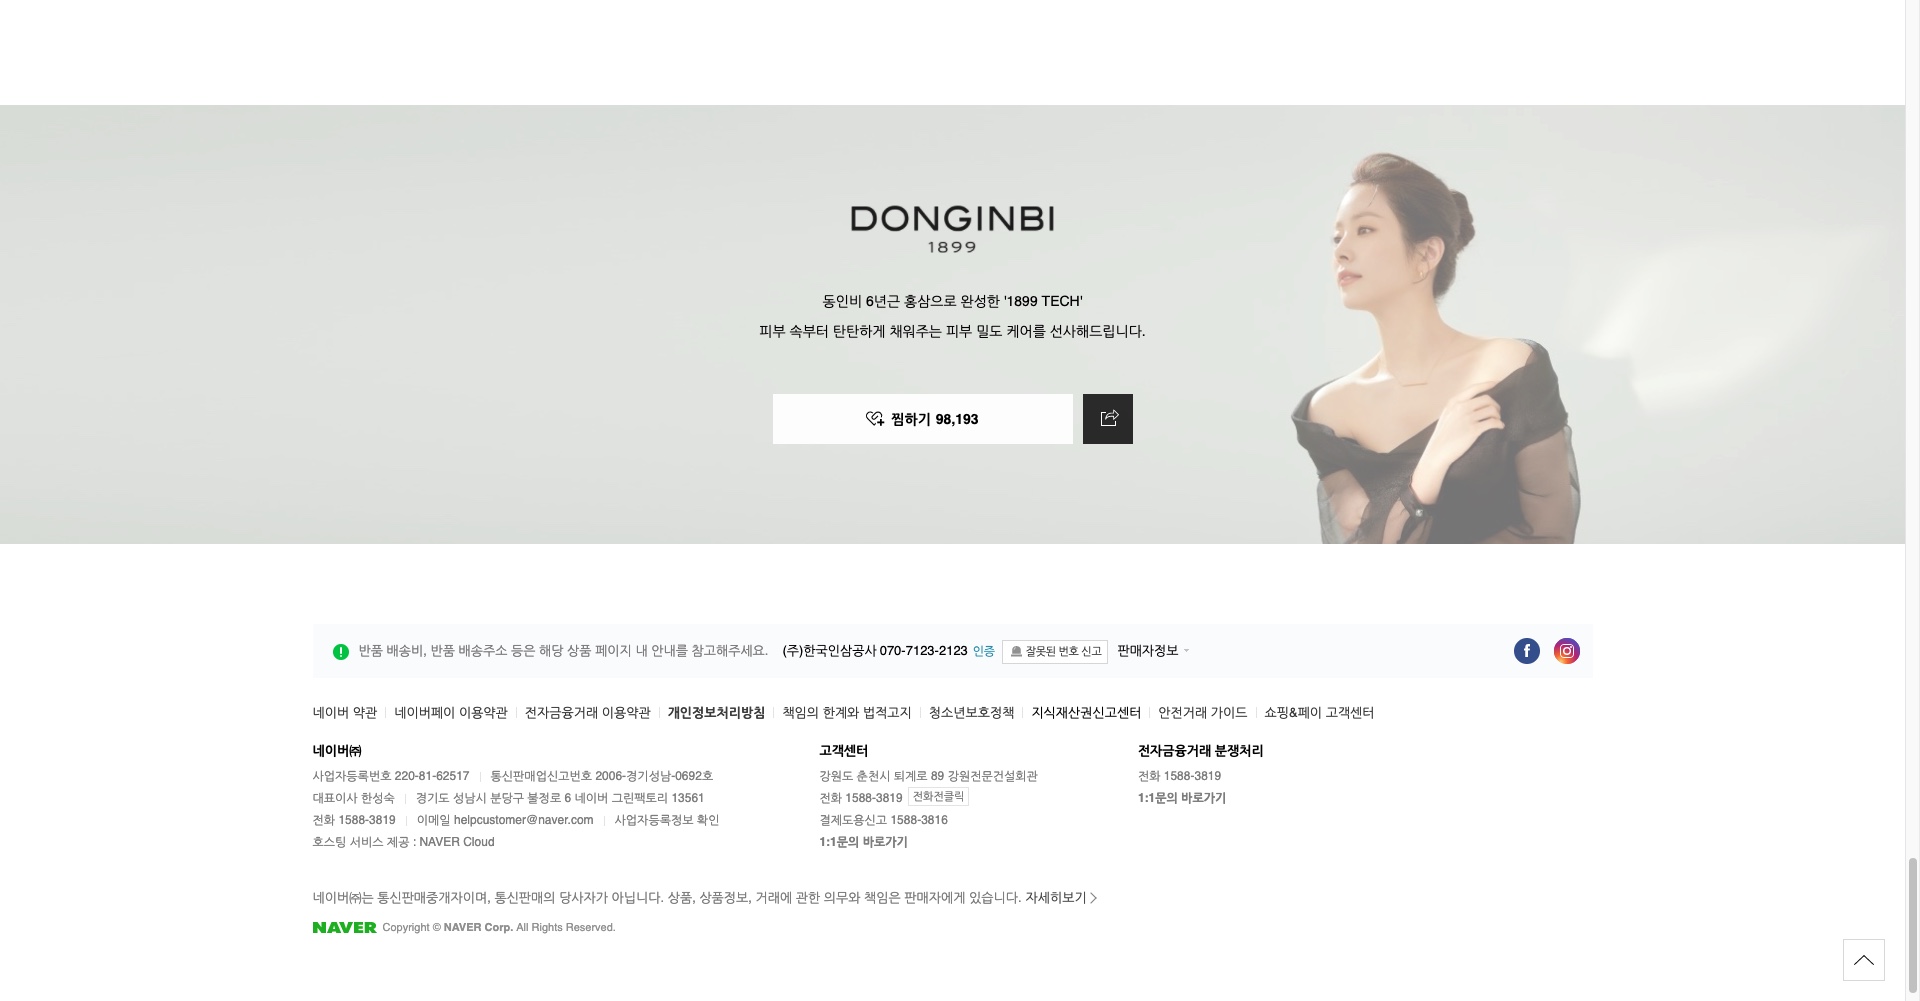 DONGINBI
1899
동인비 6년근 홍삼으로 완성한 '1899 TECH'
피부 속부터 탄탄하게 채워주는 피부 밀도 케어를 선사해드립니다.
찜하기 98,193
반품 배송비, 반품 배송주소 등은 해당 상품 페이지 내 안내를 참고해주세요. (주)한국인삼공사 070-7123-2123 인증 잘못된 번호 신고 판매자정보
네이버 약관 네이버페이 이용약관 전자금융거래 이용약관 개인정보처리방침 책임의 한계와 법적고지 청소년보호정책 지식재산권신고센터 안전거래 가이드 쇼핑&페이 고객센터
네이버㈜
사업자등록번호 220-81-62517 통신판매업신고번호 2006-경기성남-0692호
대표이사 한성숙 경기도 성남시 분당구 불정로 6 네이버 그린팩토리 13561
전화 1588-3819 이메일 helpcustomer@naver.com 사업자등록정보 확인
호스팅 서비스 제공 : NAVER Cloud
고객센터
강원도 춘천시 퇴계로 89 강원전문건설회관
전화 1588-3819 전화전클릭
결제도용신고 1588-3816
1:1문의 바로가기
전자금융거래 분쟁처리
전화 1588-3819
1:1문의 바로가기
네이버㈜는 통신판매중개자이며, 통신판매의 당사자가 아닙니다. 상품, 상품정보, 거래에 관한 의무와 책임은 판매자에게 있습니다. 자세히보기
NAVER Copyright © NAVER Corp. All Rights Reserved.